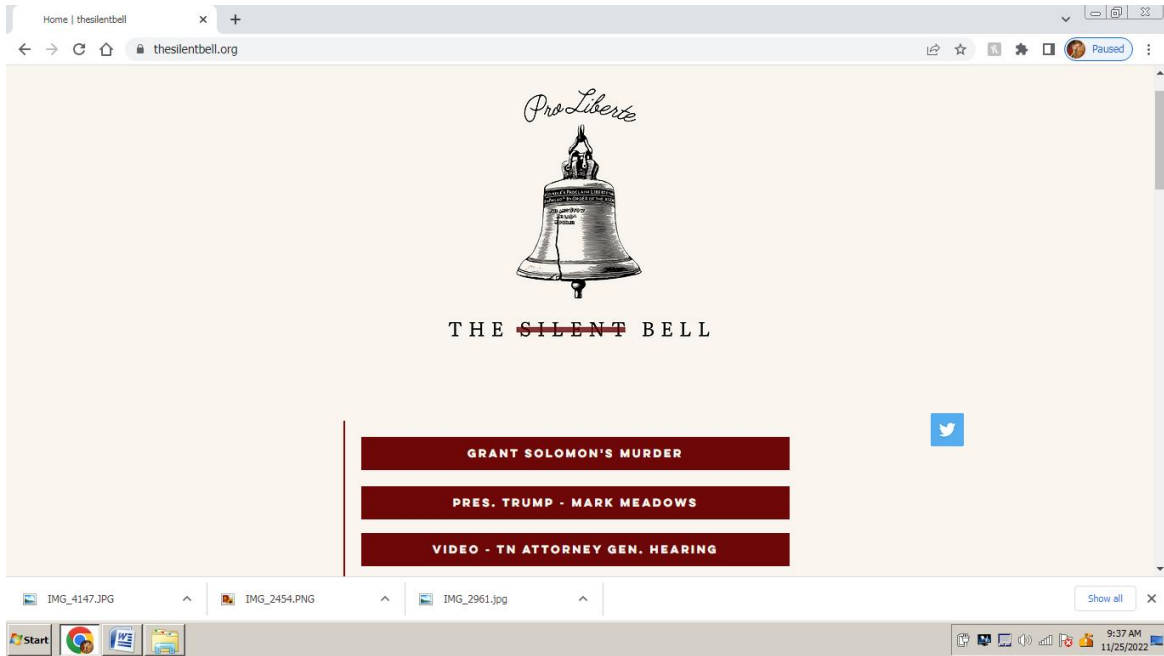 Home | thesilentbell
thesilentbell.org
Paused
Pro Liberte
THE SILENT BELL
GRANT SOLOMON'S MURDER
PRES. TRUMP - MARK MEADOWS
VIDEO - TN ATTORNEY GEN. HEARING
IMG_4147.JPG
IMG_2454.PNG
IMG_2961.jpg
Show all
Start
9:37 AM
11/25/2022